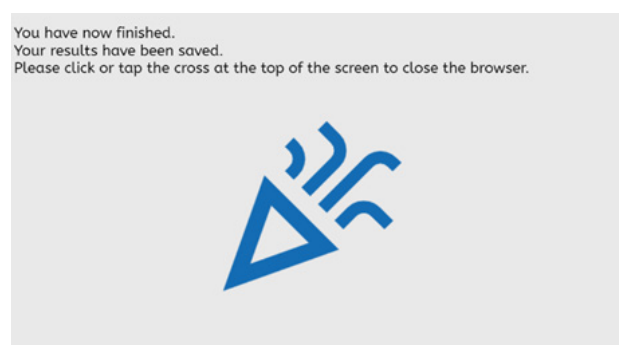 You have now finished.
Your results have been saved.
Please click or tap the cross at the top of the screen to close the browser.